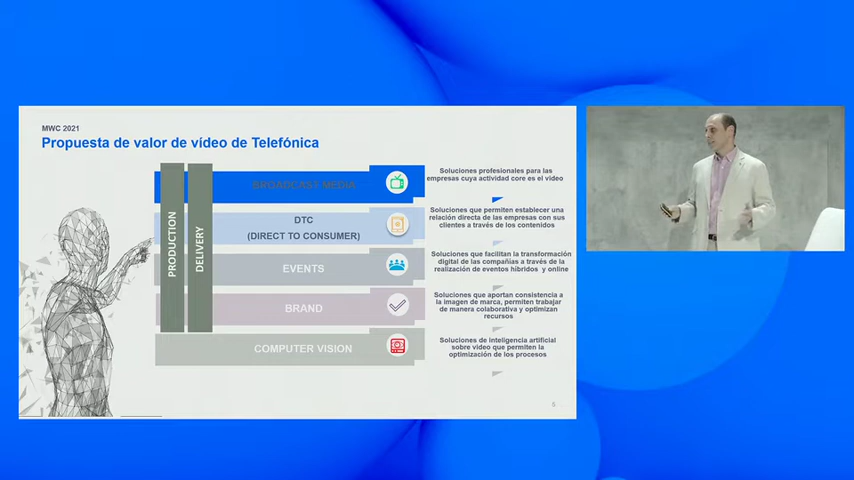 MWC 2021
Propuesta de valor de vídeo de Telefónica
PRODUCTION
DELIVERY
BROADCAST MEDIA
Soluciones profesionales para las
empresas cuya actividad core es el video
DTC
(DIRECT TO CONSUMER)
Soluciones que permiten establecer una
relación directa de las empresas con sus
clientes a través de los contenidos
EVENTS
Soluciones que facilitan la transformación
digital de las compañías a través de la
realización de eventos híbridos y online
BRAND
Soluciones que aportan consistencia a
la imagen de marca, permiten trabajar
de manera colaborativa y optimizan
recursos
COMPUTER VISION
Soluciones de inteligencia artificial
sobre video que permiten la
optimización de los procesos
5